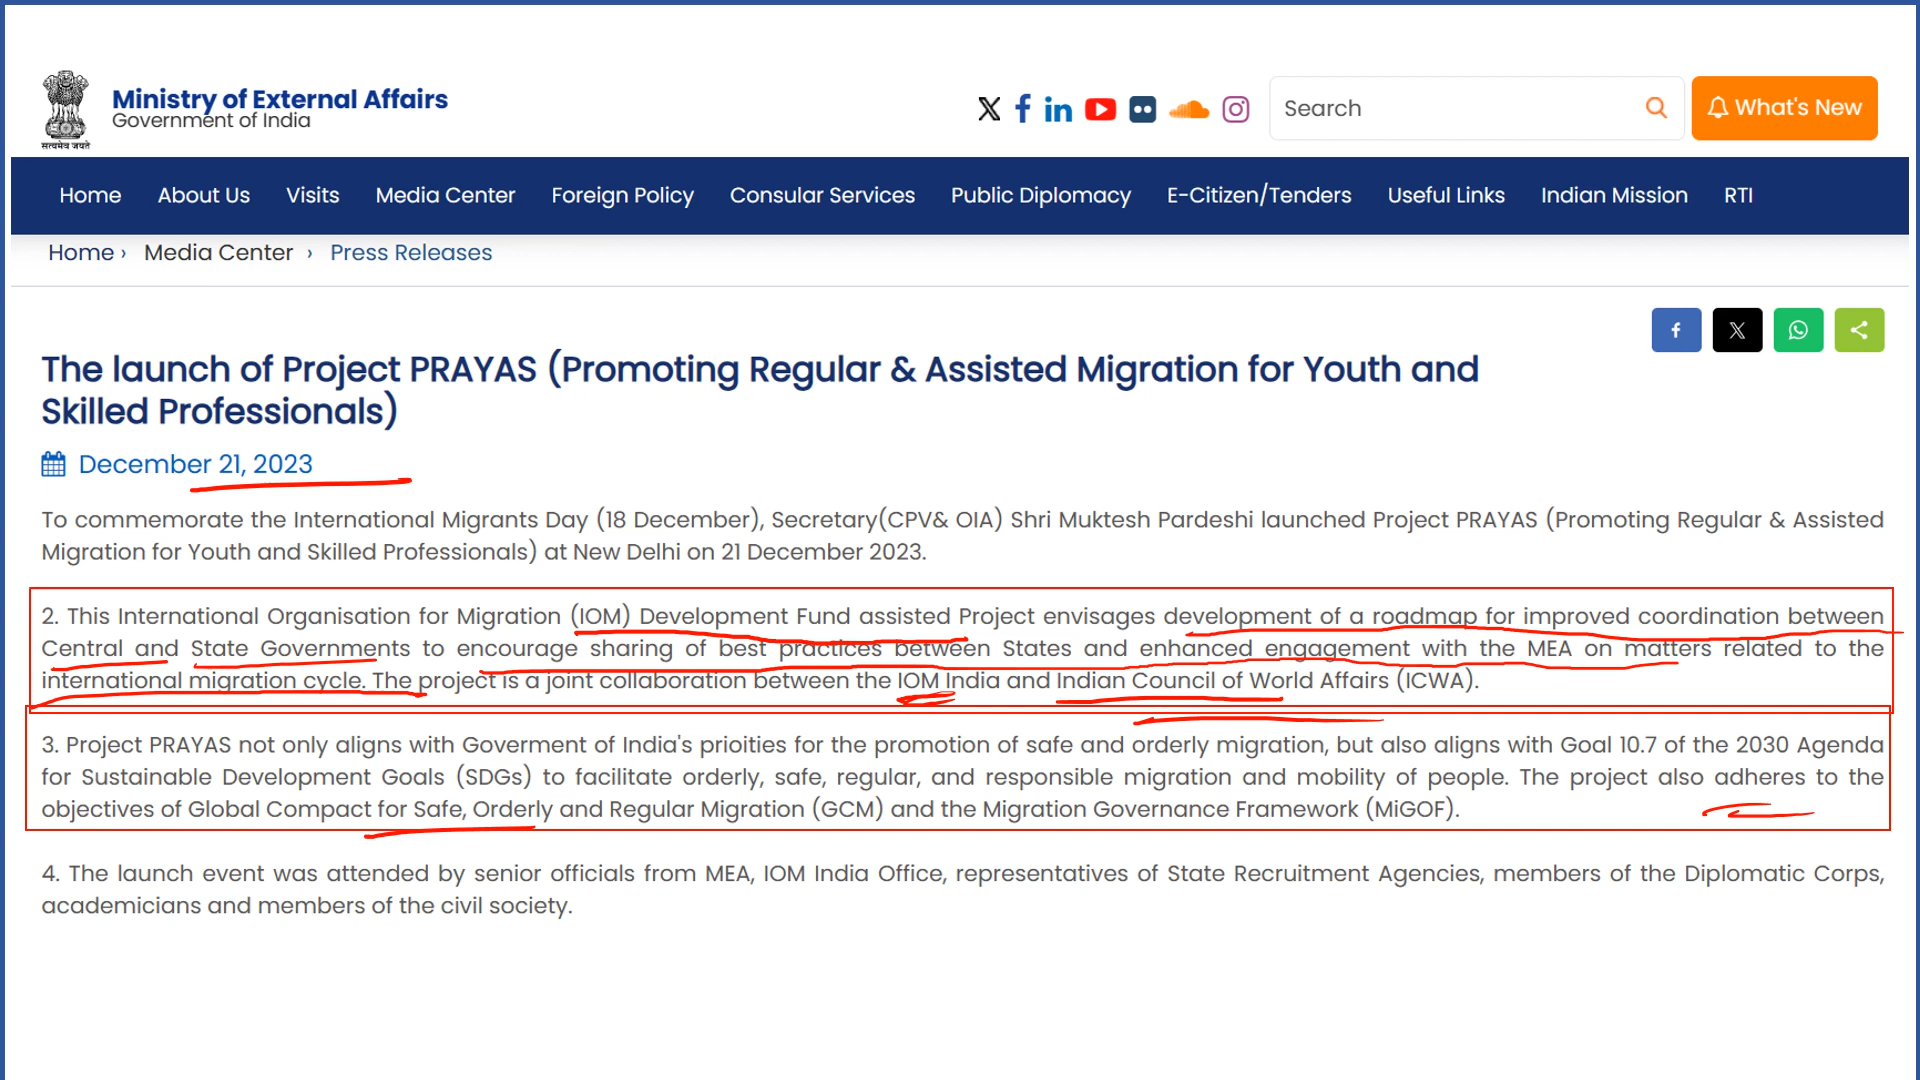 Ministry of External Affairs
Government of India
सत्यमेव जयते
Search
What's New
Home About Us Visits Media Center Foreign Policy Consular Services Public Diplomacy E-Citizen/Tenders Useful Links Indian Mission RTI
Home › Media Center › Press Releases
The launch of Project PRAYAS (Promoting Regular & Assisted Migration for Youth and
Skilled Professionals)
December 21, 2023
To commemorate the International Migrants Day (18 December), Secretary(CPV& OIA) Shri Muktesh Pardeshi launched Project PRAYAS (Promoting Regular & Assisted
Migration for Youth and Skilled Professionals) at New Delhi on 21 December 2023.
2. This International Organisation for Migration (IOM) Development Fund assisted Project envisages development of a roadmap for improved coordination between
Central and State Governments to encourage sharing of best practices between States and enhanced engagement with the MEA on matters related to the
international migration cycle. The project is a joint collaboration between the IOM India and Indian Council of World Affairs (ICWA).
3. Project PRAYAS not only aligns with Goverment of India's prioities for the promotion of safe and orderly migration, but also aligns with Goal 10.7 of the 2030 Agenda
for Sustainable Development Goals (SDGs) to facilitate orderly, safe, regular, and responsible migration and mobility of people. The project also adheres to the
objectives of Global Compact for Safe, Orderly and Regular Migration (GCM) and the Migration Governance Framework (MiGOF).
4. The launch event was attended by senior officials from MEA, IOM India Office, representatives of State Recruitment Agencies, members of the Diplomatic Corps,
academicians and members of the civil society.